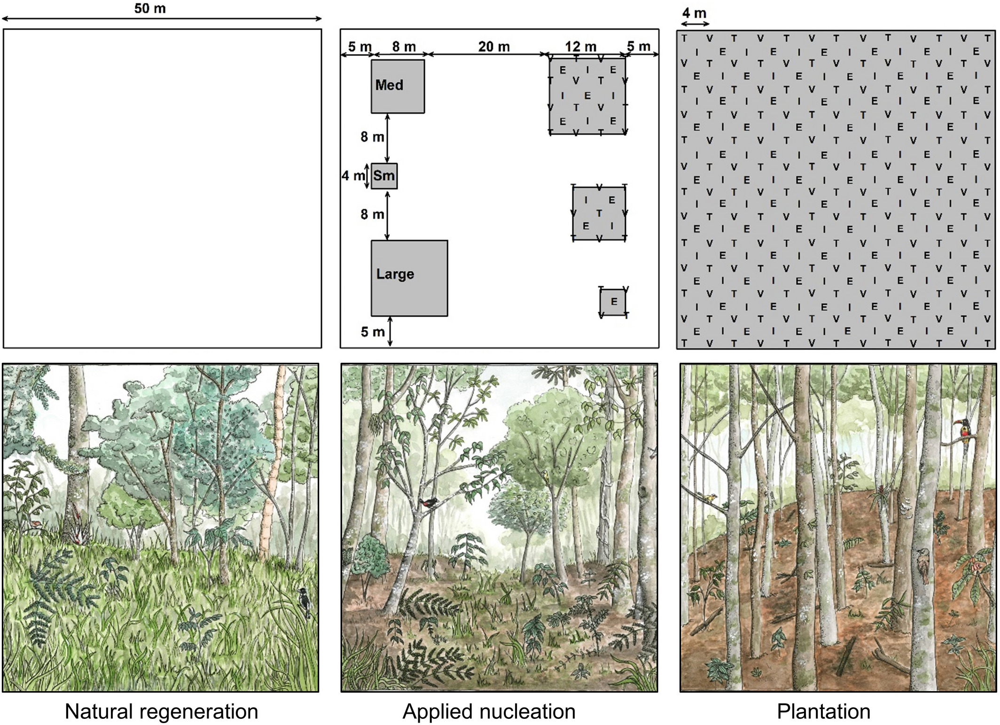 50 m
5 m 8 m 20 m 12 m 5 m
Med
8 m
4 m Sm
8 m
Large
5 m
V T V T
E I E
T V T V
I E I
V T V T
E I E
T V T V
T V T
I E
V T V
E I
T V T
T V
E
V T
4 m
T V T V T V T V T V T V T
I E I E I E I E I E I E
V T V T V T V T V T V T V
E I E I E I E I E I E I
T V T V T V T V T V T V T
I E I E I E I E I E I E
V T V T V T V T V T V T V
E I E I E I E I E I E I
T V T V T V T V T V T V T
I E I E I E I E I E I E
V T V T V T V T V T V T V
E I E I E I E I E I E I
T V T V T V T V T V T V T
I E I E I E I E I E I E
V T V T V T V T V T V T V
E I E I E I E I E I E I
T V T V T V T V T V T V T
I E I E I E I E I E I E
V T V T V T V T V T V T V
E I E I E I E I E I E I
T V T V T V T V T V T V T
I E I E I E I E I E I E
V T V T V T V T V T V T V
E I E I E I E I E I E I
T V T V T V T V T V T V T
Natural regeneration
Applied nucleation
Plantation